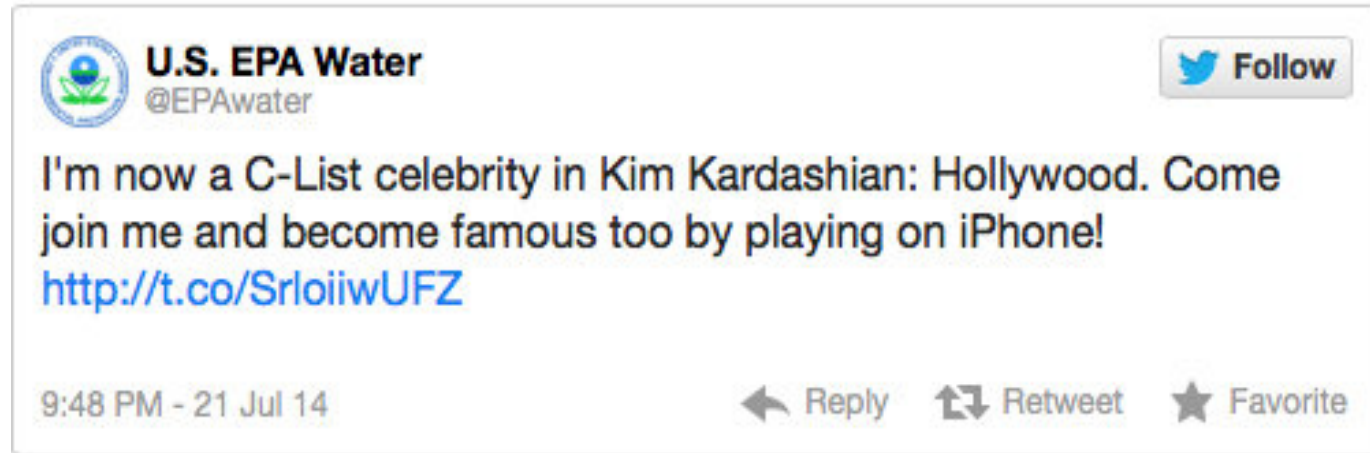 U.S. EPA Water
Follow
@EPAwater
I'm now a C-List celebrity in Kim Kardashian: Hollywood. Come
join me and become famous too by playing on iPhone!
http://t.co/SrloiiwUFZ
9:48 PM - 21 Jul 14
Reply
Retweet
Favorite